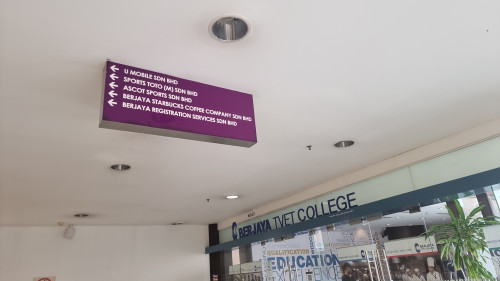 ← U MOBILE SDN BHD
← SPORTS TOTO (M) SDN BHD
← ASCOT SPORTS SDN BHD
← BERJAYA STARBUCKS COFFEE COMPANY SDN BHD
← BERJAYA REGISTRATION SERVICES SDN BHD
BERJAYA TVET COLLEGE
QUALIFICATION
EDUCATION